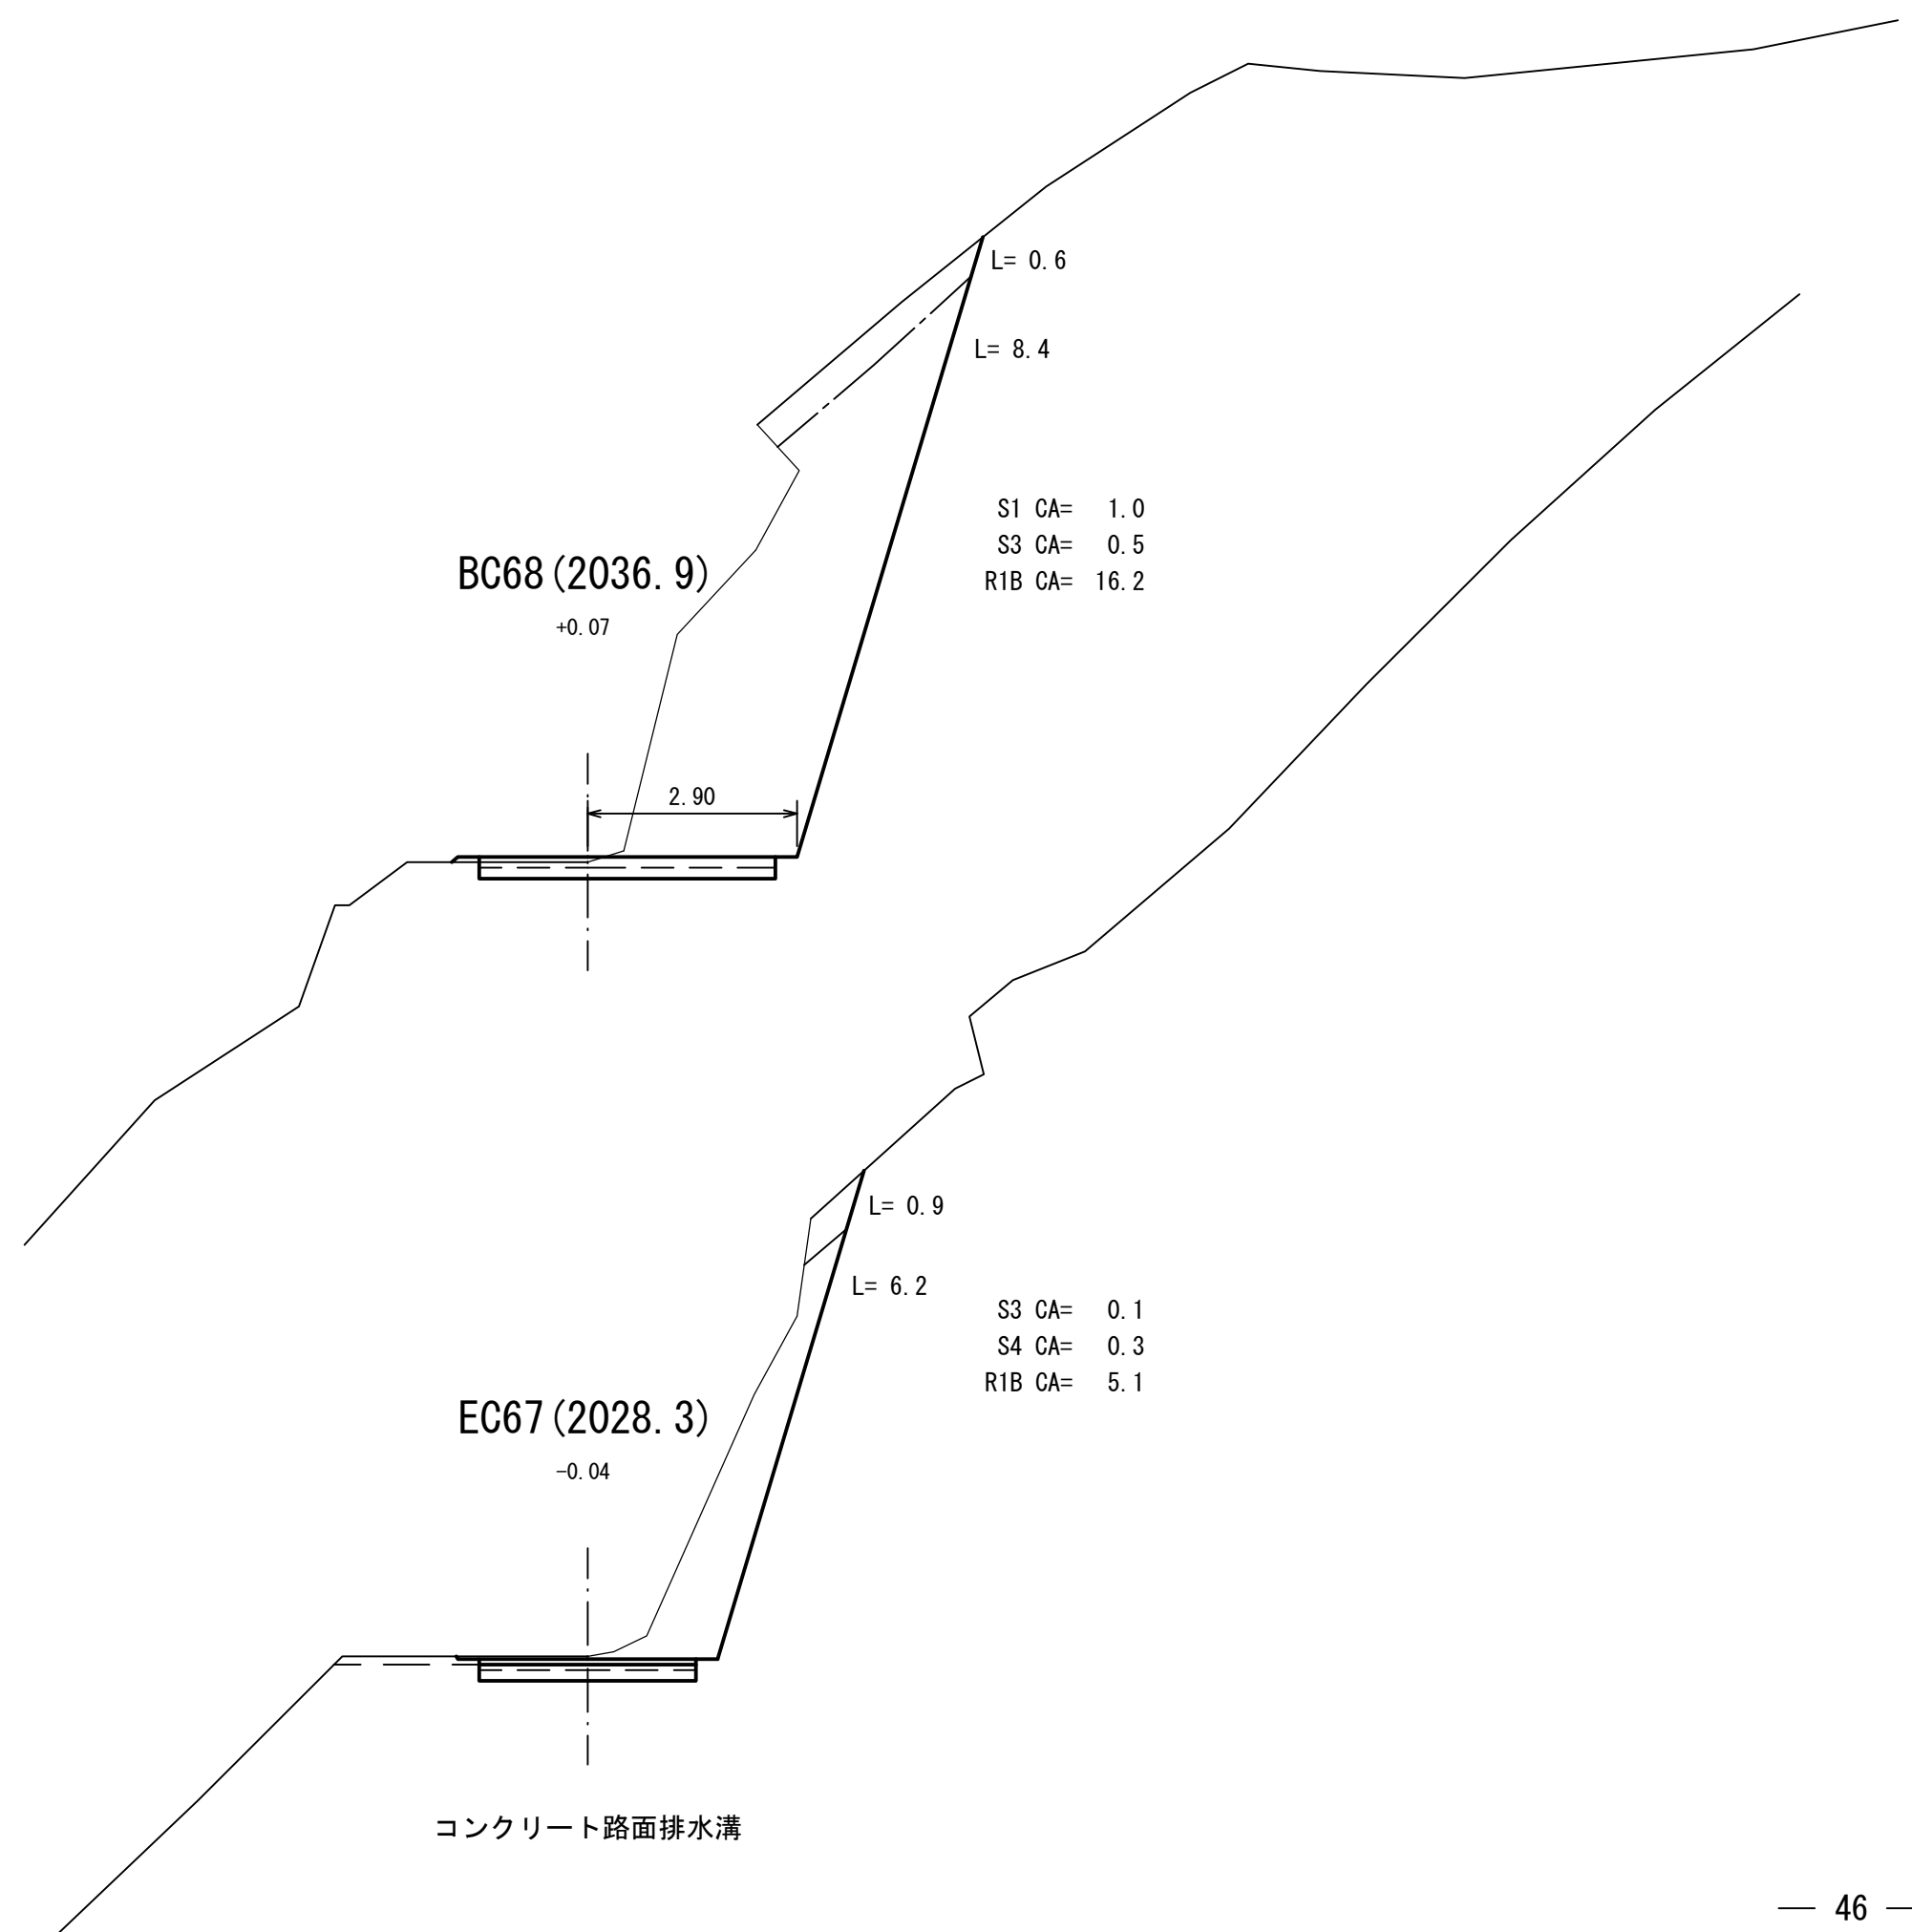 L= 0.6
L= 8.4
S1 CA= 1.0
S3 CA= 0.5
R1B CA= 16.2
BC68(2036.9)
+0.07
2.90
L= 0.9
L= 6.2
S3 CA= 0.1
S4 CA= 0.3
R1B CA= 5.1
EC67(2028.3)
-0.04
コンクリート路面排水溝
— 46 —